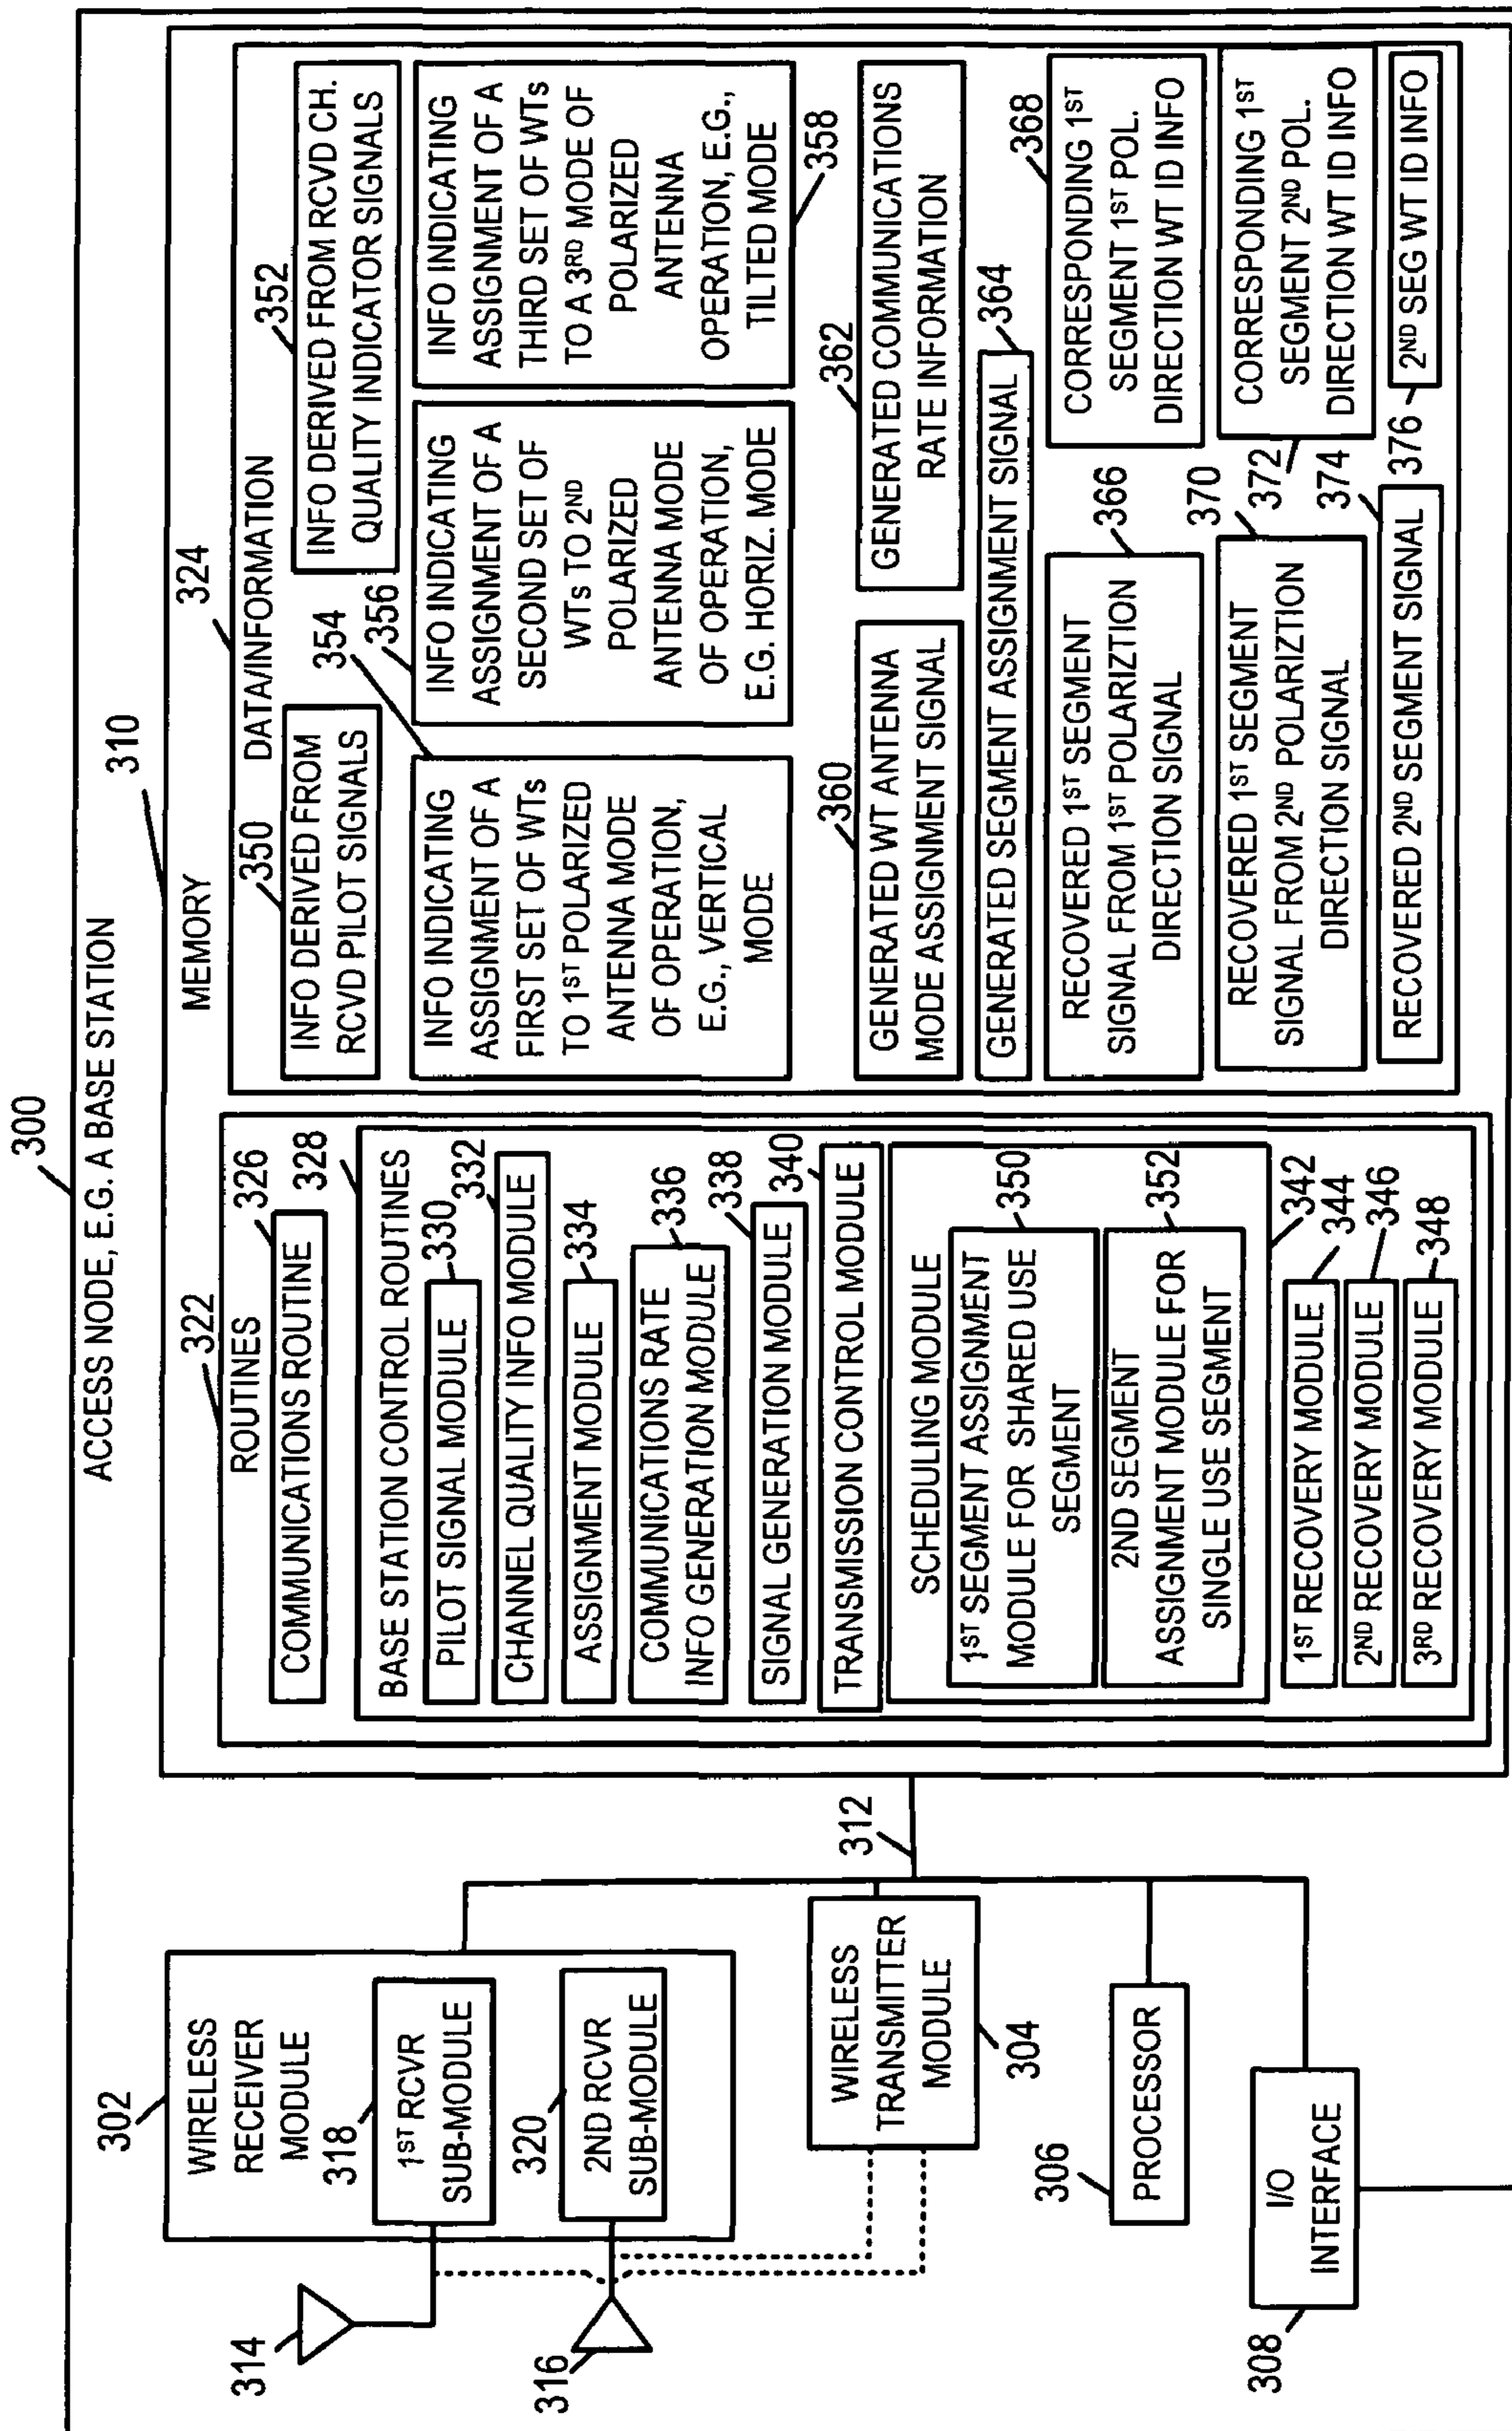 300
ACCESS NODE, E.G. A BASE STATION
302
WIRELESS
RECEIVER
MODULE
318
1ST RCVR
SUB-MODULE
320
2ND RCVR
SUB-MODULE
314
316
WIRELESS
TRANSMITTER
MODULE
304
306
PROCESSOR
I/O
INTERFACE
308
312
310
MEMORY
322
ROUTINES
326
COMMUNICATIONS ROUTINE
328
BASE STATION CONTROL ROUTINES
330
PILOT SIGNAL MODULE
332
CHANNEL QUALITY INFO MODULE
334
ASSIGNMENT MODULE
336
COMMUNICATIONS RATE
INFO GENERATION MODULE
338
SIGNAL GENERATION MODULE
340
TRANSMISSION CONTROL MODULE
SCHEDULING MODULE
350
1ST SEGMENT ASSIGNMENT
MODULE FOR SHARED USE
SEGMENT
352
2ND SEGMENT
ASSIGNMENT MODULE FOR
SINGLE USE SEGMENT
342
344
1ST RECOVERY MODULE
346
2ND RECOVERY MODULE
348
3RD RECOVERY MODULE
324
DATA/INFORMATION
350
INFO DERIVED FROM
RCVD PILOT SIGNALS
352
INFO DERIVED FROM RCVD CH.
QUALITY INDICATOR SIGNALS
354
INFO INDICATING
ASSIGNMENT OF A
FIRST SET OF WTs
TO 1ST POLARIZED
ANTENNA MODE
OF OPERATION,
E.G., VERTICAL
MODE
356
INFO INDICATING
ASSIGNMENT OF A
SECOND SET OF
WTs TO 2ND
POLARIZED
ANTENNA MODE
OF OPERATION,
E.G. HORIZ. MODE
INFO INDICATING
ASSIGNMENT OF A
THIRD SET OF WTs
TO A 3RD MODE OF
POLARIZED
ANTENNA
OPERATION, E.G.,
TILTED MODE
358
360
GENERATED WT ANTENNA
MODE ASSIGNMENT SIGNAL
362
GENERATED COMMUNICATIONS
RATE INFORMATION
364
GENERATED SEGMENT ASSIGNMENT SIGNAL
366
RECOVERED 1ST SEGMENT
SIGNAL FROM 1ST POLARIZTION
DIRECTION SIGNAL
368
CORRESPONDING 1ST
SEGMENT 1ST POL.
DIRECTION WT ID INFO
370
RECOVERED 1ST SEGMENT
SIGNAL FROM 2ND POLARIZTION
DIRECTION SIGNAL
372
CORRESPONDING 1ST
SEGMENT 2ND POL.
DIRECTION WT ID INFO
374
RECOVERED 2ND SEGMENT SIGNAL
376
2ND SEG WT ID INFO